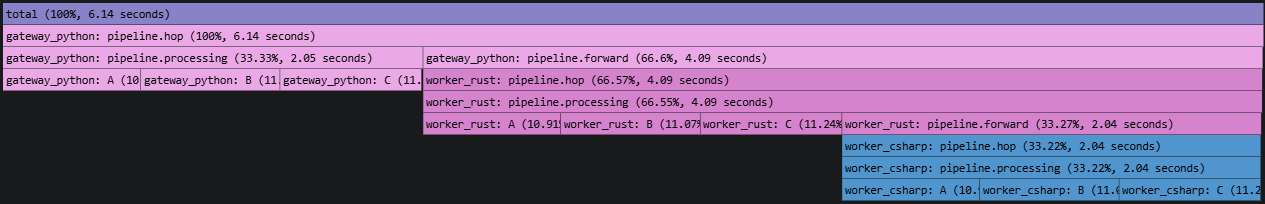 total (100%, 6.14 seconds)
gateway_python: pipeline.hop (100%, 6.14 seconds)
gateway_python: pipeline.processing (33.33%, 2.05 seconds) gateway_python: pipeline.forward (66.6%, 4.09 seconds)
gateway_python: A (10 gateway_python: B (11 gateway_python: C (11. worker_rust: pipeline.hop (66.57%, 4.09 seconds)
worker_rust: pipeline.processing (66.55%, 4.09 seconds)
worker_rust: A (10.91% worker_rust: B (11.07% worker_rust: C (11.24% worker_rust: pipeline.forward (33.27%, 2.04 seconds)
worker_csharp: pipeline.hop (33.22%, 2.04 seconds)
worker_csharp: pipeline.processing (33.22%, 2.04 seconds)
worker_csharp: A (10. worker_csharp: B (11.0 worker_csharp: C (11.2